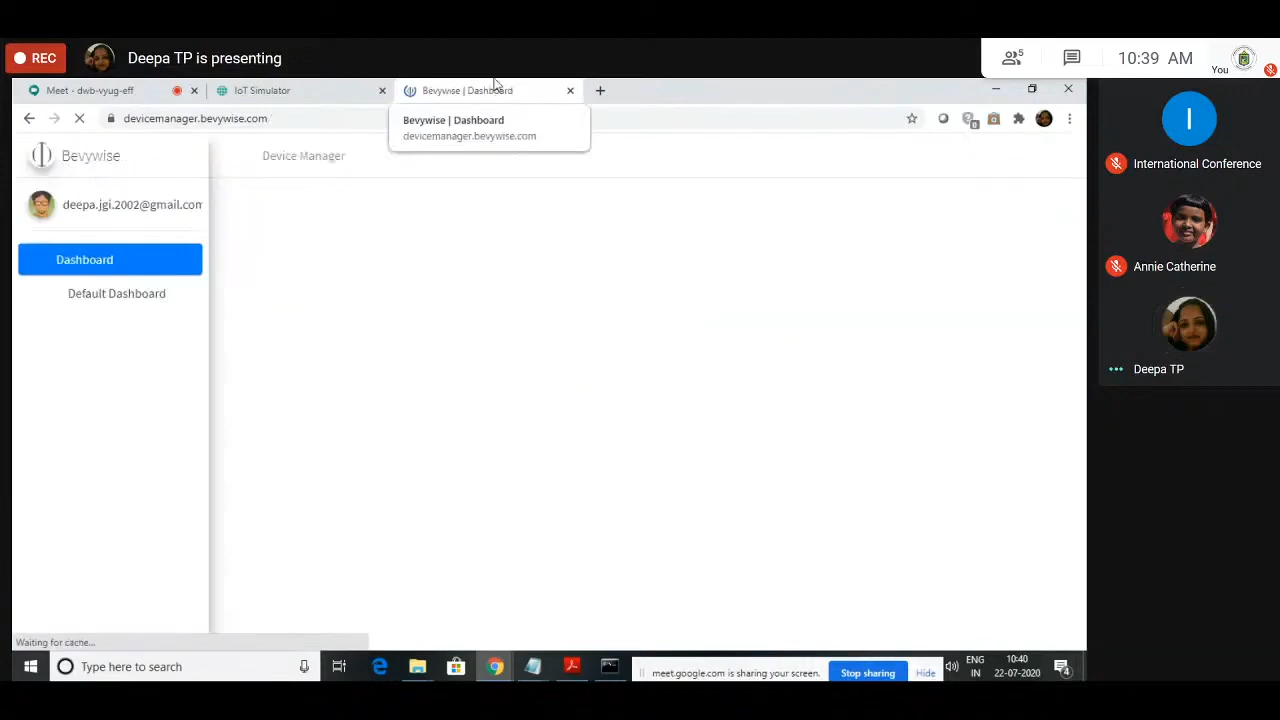 REC
Deepa TP is presenting
5
10:39 AM
You
Meet - dwb-vyug-eff
IoT Simulator
Bevywise | Dashboard
devicemanager.bevywise.com
Bevywise | Dashboard
devicemanager.bevywise.com
Bevywise
Device Manager
deepa.jgi.2002@gmail.com
Dashboard
Default Dashboard
I
International Conference
Annie Catherine
Deepa TP
Waiting for cache...
Type here to search
meet.google.com is sharing your screen.
Stop sharing
Hide
ENG
IN
10:40
22-07-2020
4